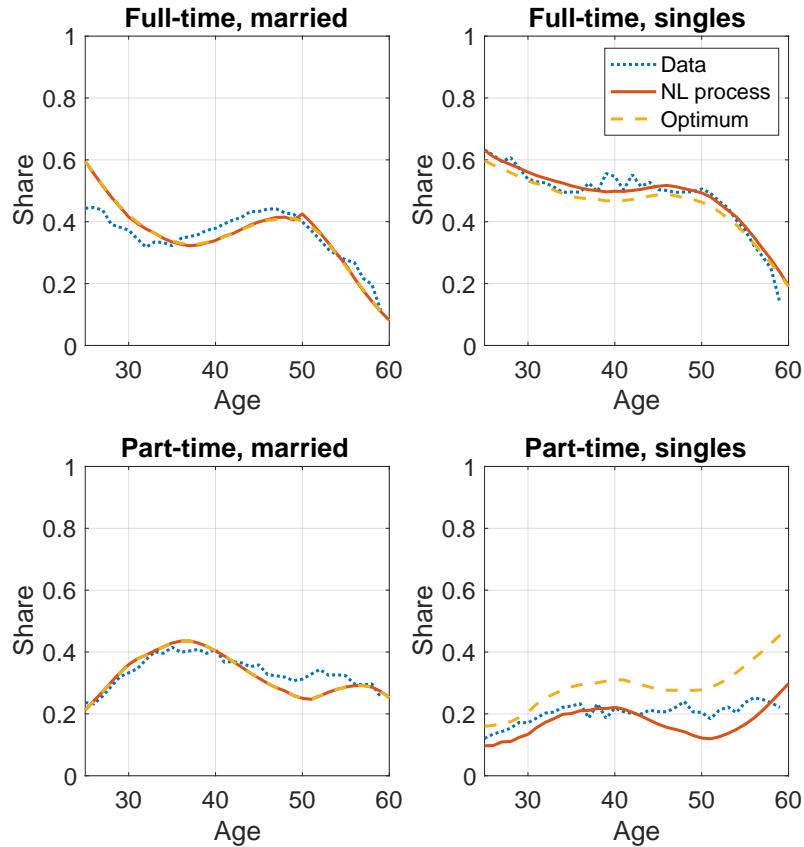 Full-time, married
1
0.8
0.6
0.4
0.2
0
Share
30 40 50 60
Age
Full-time, singles
1
0.8
0.6
0.4
0.2
0
Share
Data
NL process
Optimum
30 40 50 60
Age
Part-time, married
1
0.8
0.6
0.4
0.2
0
Share
30 40 50 60
Age
Part-time, singles
1
0.8
0.6
0.4
0.2
0
Share
30 40 50 60
Age